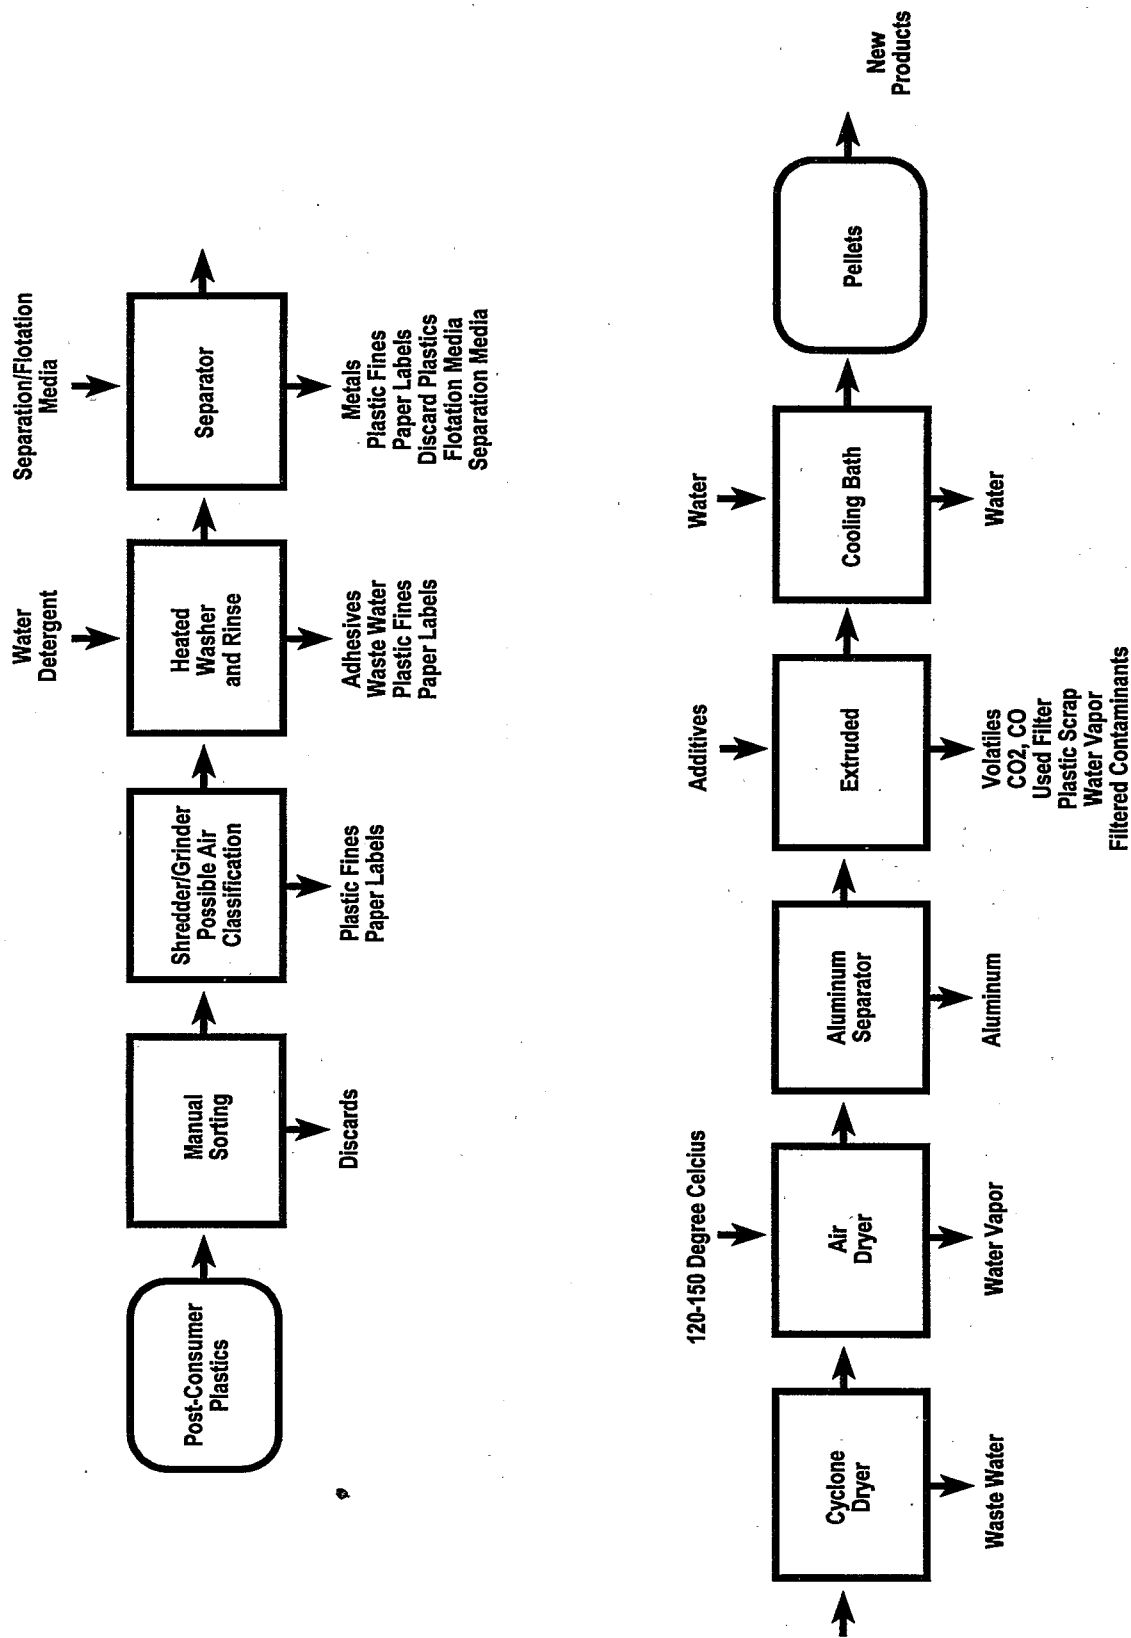 Post-Consumer
Plastics
Manual
Sorting
Discards
Shredder/Grinder
Possible Air
Classification
Plastic Fines
Paper Labels
Water
Detergent
Heated
Washer
and Rinse
Adhesives
Waste Water
Plastic Fines
Paper Labels
Separation/Flotation
Media
Separator
Metals
Plastic Fines
Paper Labels
Discard Plastics
Flotation Media
Separation Media
Cyclone
Dryer
Waste Water
120-150 Degree Celcius
Air
Dryer
Water Vapor
Aluminum
Separator
Aluminum
Additives
Extruded
Volatiles
CO2, CO
Used Filter
Plastic Scrap
Water Vapor
Filtered Contaminants
Water
Cooling Bath
Water
Pellets
New
Products